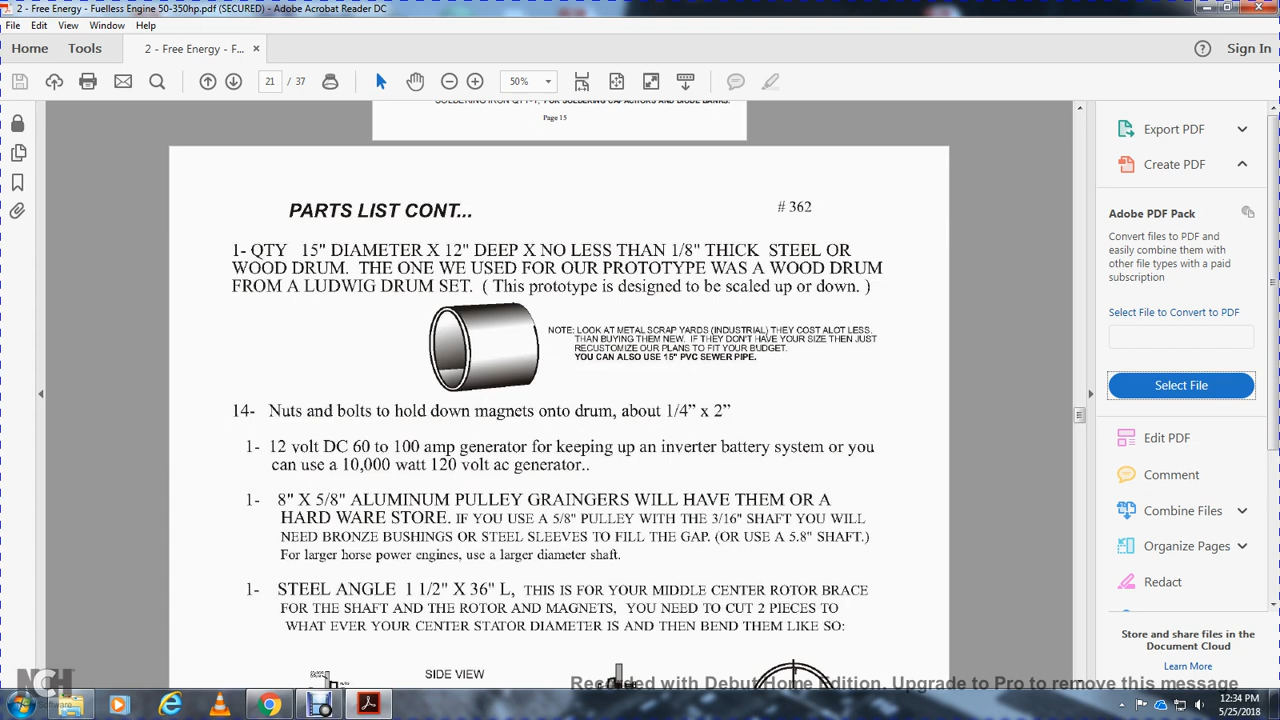 2 - Free Energy - Fuelless Engine 50-350hp.pdf (SECURED) - Adobe Acrobat Reader DC
File Edit View Window Help
Home Tools 2 - Free Energy - F... × Sign In
21 / 37 50%
Page 15
PARTS LIST CONT... # 362
1- QTY 15" DIAMETER X 12" DEEP X NO LESS THAN 1/8" THICK STEEL OR
WOOD DRUM. THE ONE WE USED FOR OUR PROTOTYPE WAS A WOOD DRUM
FROM A LUDWIG DRUM SET. ( This prototype is designed to be scaled up or down. )
NOTE: LOOK AT METAL SCRAP YARDS (INDUSTRIAL) THEY COST ALOT LESS.
THAN BUYING THEM NEW. IF THEY DON'T HAVE YOUR SIZE THEN JUST
RECUSTOMIZE OUR PLANS TO FIT YOUR BUDGET.
YOU CAN ALSO USE 15" PVC SEWER PIPE.
14- Nuts and bolts to hold down magnets onto drum, about 1/4” x 2”
1- 12 volt DC 60 to 100 amp generator for keeping up an inverter battery system or you
can use a 10,000 watt 120 volt ac generator..
1- 8" X 5/8" ALUMINUM PULLEY GRAINGERS WILL HAVE THEM OR A
HARD WARE STORE. IF YOU USE A 5/8" PULLEY WITH THE 3/16" SHAFT YOU WILL
NEED BRONZE BUSHINGS OR STEEL SLEEVES TO FILL THE GAP. (OR USE A 5.8" SHAFT.)
For larger horse power engines, use a larger diameter shaft.
1- STEEL ANGLE 1 1/2" X 36" L, THIS IS FOR YOUR MIDDLE CENTER ROTOR BRACE
FOR THE SHAFT AND THE ROTOR AND MAGNETS, YOU NEED TO CUT 2 PIECES TO
WHAT EVER YOUR CENTER STATOR DIAMETER IS AND THEN BEND THEM LIKE SO:
SIDE VIEW
Export PDF
Create PDF
Adobe PDF Pack
Convert files to PDF and
easily combine them with
other file types with a paid
subscription
Select File to Convert to PDF
Select File
Edit PDF
Comment
Combine Files
Organize Pages
Redact
Store and share files in the
Document Cloud
Learn More
Recorded with Debut Home Edition. Upgrade to Pro to remove this message
NCH
Software
12:34 PM
5/25/2018